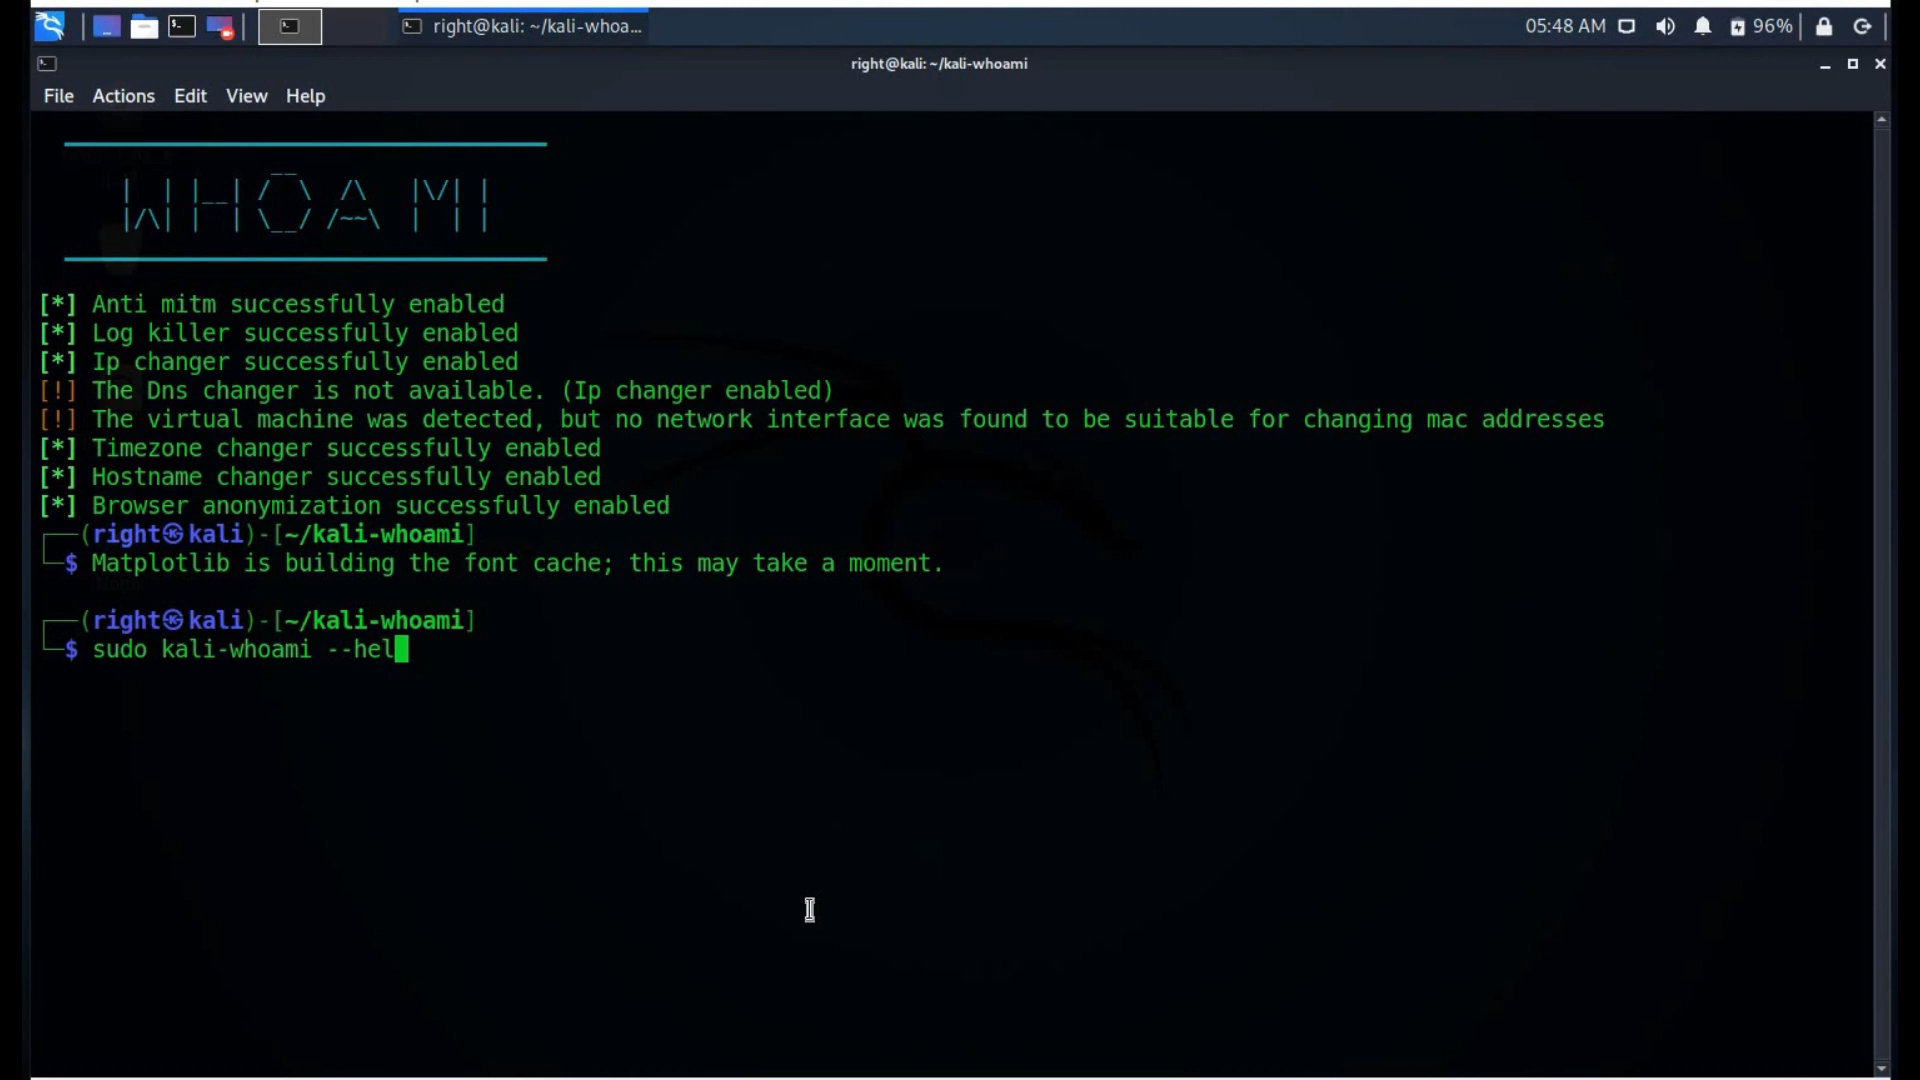 right@kali: ~/kali-whoa...
05:48 AM
96%
right@kali: ~/kali-whoami
File Actions Edit View Help
WHOAMI
[*] Anti mitm successfully enabled
[*] Log killer successfully enabled
[*] Ip changer successfully enabled
[!] The Dns changer is not available. (Ip changer enabled)
[!] The virtual machine was detected, but no network interface was found to be suitable for changing mac addresses
[*] Timezone changer successfully enabled
[*] Hostname changer successfully enabled
[*] Browser anonymization successfully enabled
┌──(right㉿kali)-[~/kali-whoami]
└─$ Matplotlib is building the font cache; this may take a moment.
┌──(right㉿kali)-[~/kali-whoami]
└─$ sudo kali-whoami --hel